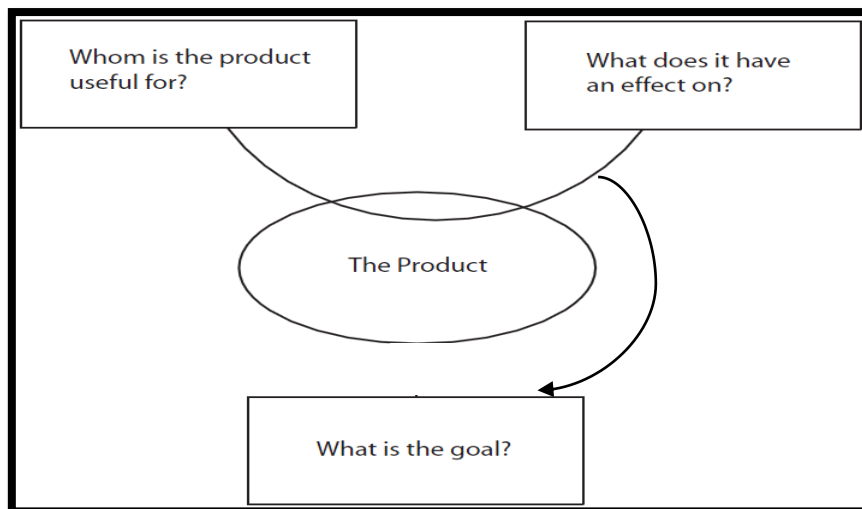 Whom is the product
useful for?
What does it have
an effect on?
The Product
What is the goal?